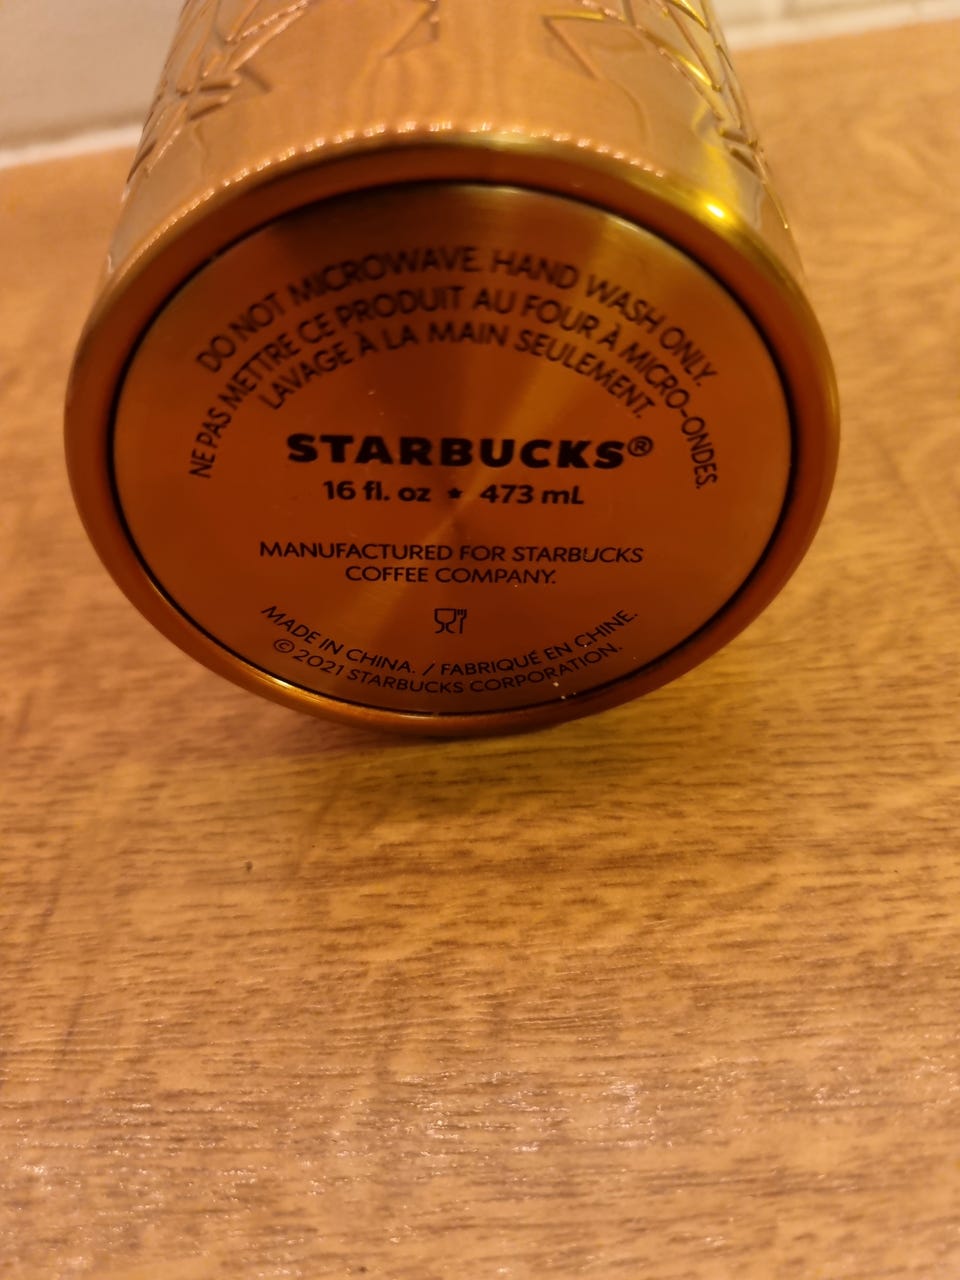 DO NOT MICROWAVE. HAND WASH ONLY.
NE PAS METTRE CE PRODUIT AU FOUR À MICRO-ONDES.
LAVAGE À LA MAIN SEULEMENT.
STARBUCKS®
16 fl. oz ★ 473 mL
MANUFACTURED FOR STARBUCKS
COFFEE COMPANY.
MADE IN CHINA. / FABRIQUÉ EN CHINE.
© 2021 STARBUCKS CORPORATION.